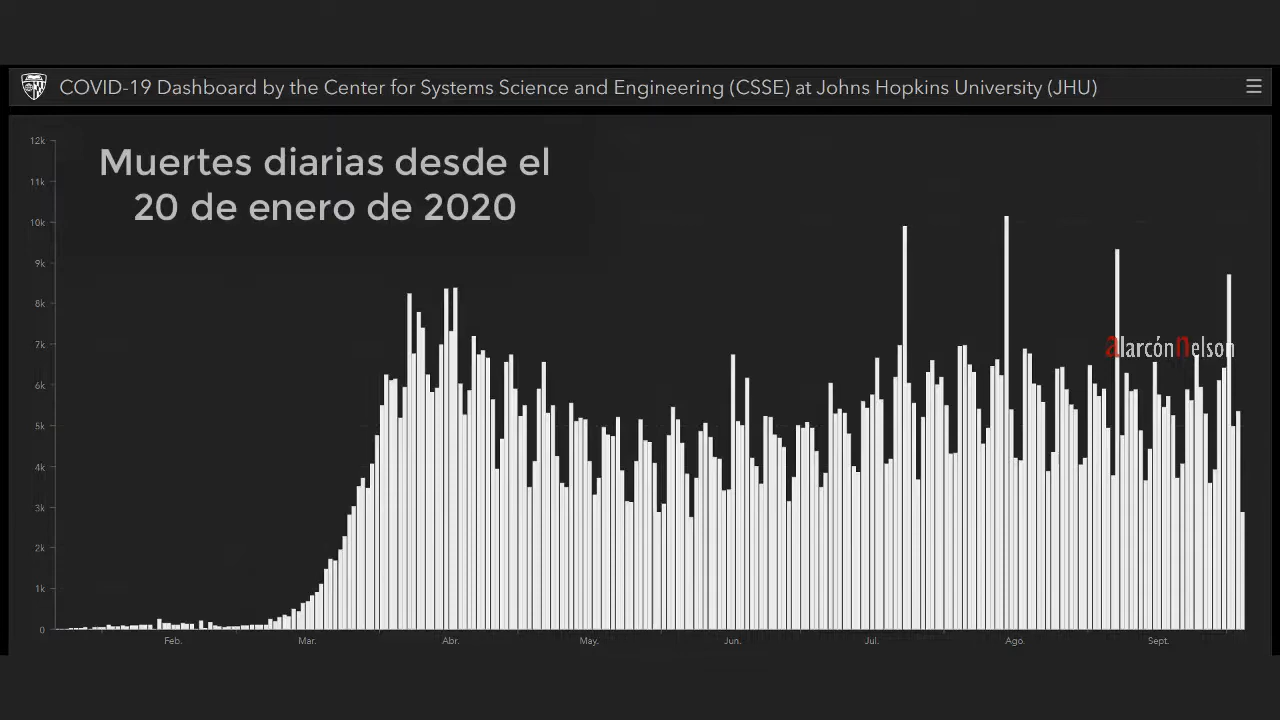 COVID-19 Dashboard by the Center for Systems Science and Engineering (CSSE) at Johns Hopkins University (JHU)
Muertes diarias desde el
20 de enero de 2020
12k
11k
10k
9k
8k
7k
6k
5k
4k
3k
2k
1k
0
alarcónnelson
Feb. Mar. Abr. May. Jun. Jul. Ago. Sept.